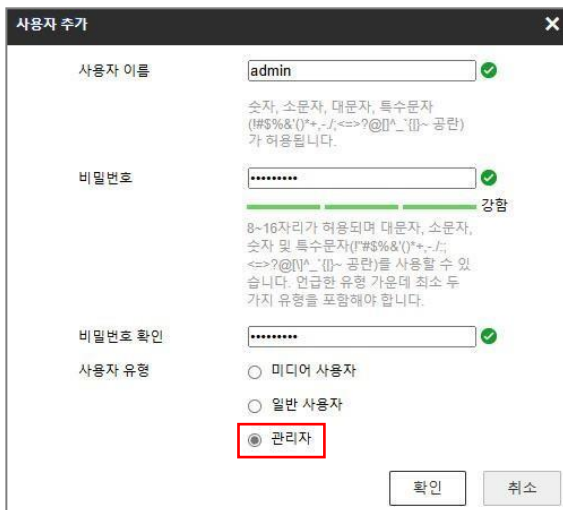 사용자 추가
사용자 이름
admin
숫자, 소문자, 대문자, 특수문자
(!#$%&'()*+,-./;<=>?@[]^_`{|}~ 공란)
가 허용됩니다.
비밀번호
•••••••••
강함
8~16자리가 허용되며 대문자, 소문자,
숫자 및 특수문자(!"#$%&'()*+,-./:;
<=>?@[\]^_`{|}~ 공란)를 사용할 수 있
습니다. 언급한 유형 가운데 최소 두
가지 유형을 포함해야 합니다.
비밀번호 확인
•••••••••
사용자 유형
미디어 사용자
일반 사용자
관리자
확인
취소